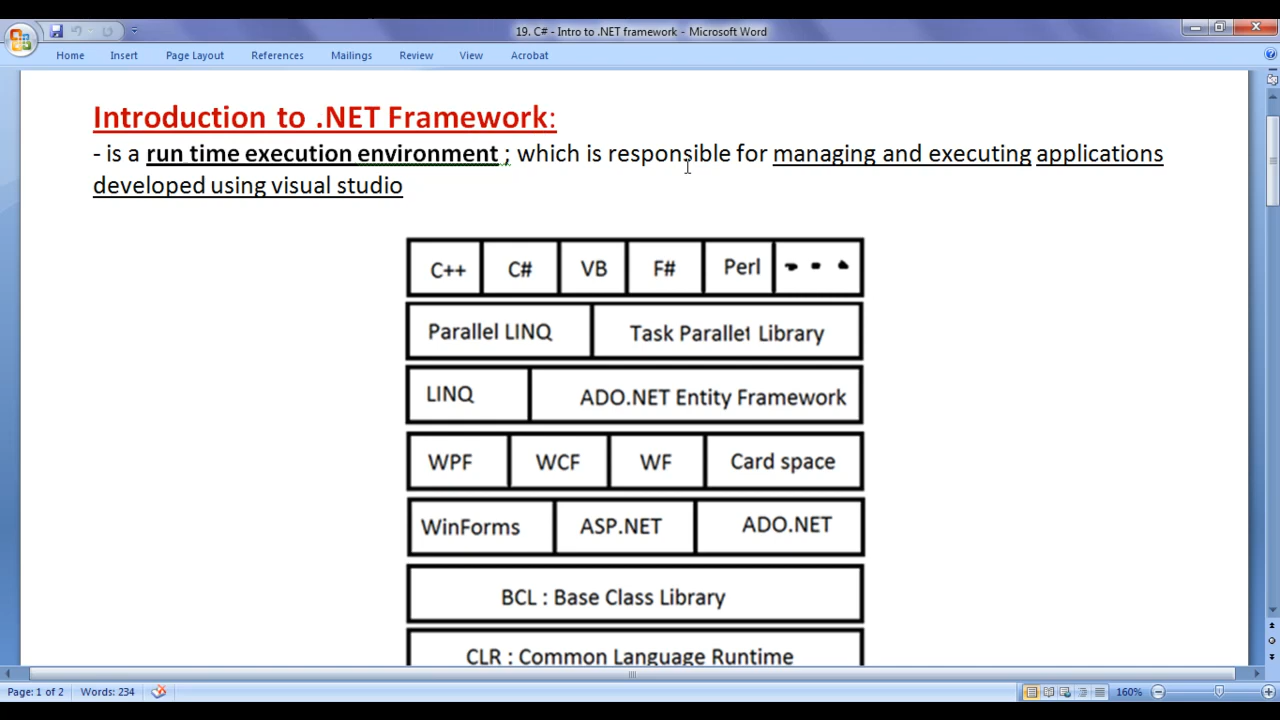 19. C# - Intro to .NET framework - Microsoft Word
Home Insert Page Layout References Mailings Review View Acrobat
Introduction to .NET Framework:
- is a run time execution environment ; which is responsible for managing and executing applications
developed using visual studio
C++ C# VB F# Perl
Parallel LINQ Task Parallel Library
LINQ ADO.NET Entity Framework
WPF WCF WF Card space
WinForms ASP.NET ADO.NET
BCL : Base Class Library
CLR : Common Language Runtime
Page: 1 of 2 Words: 234 160%